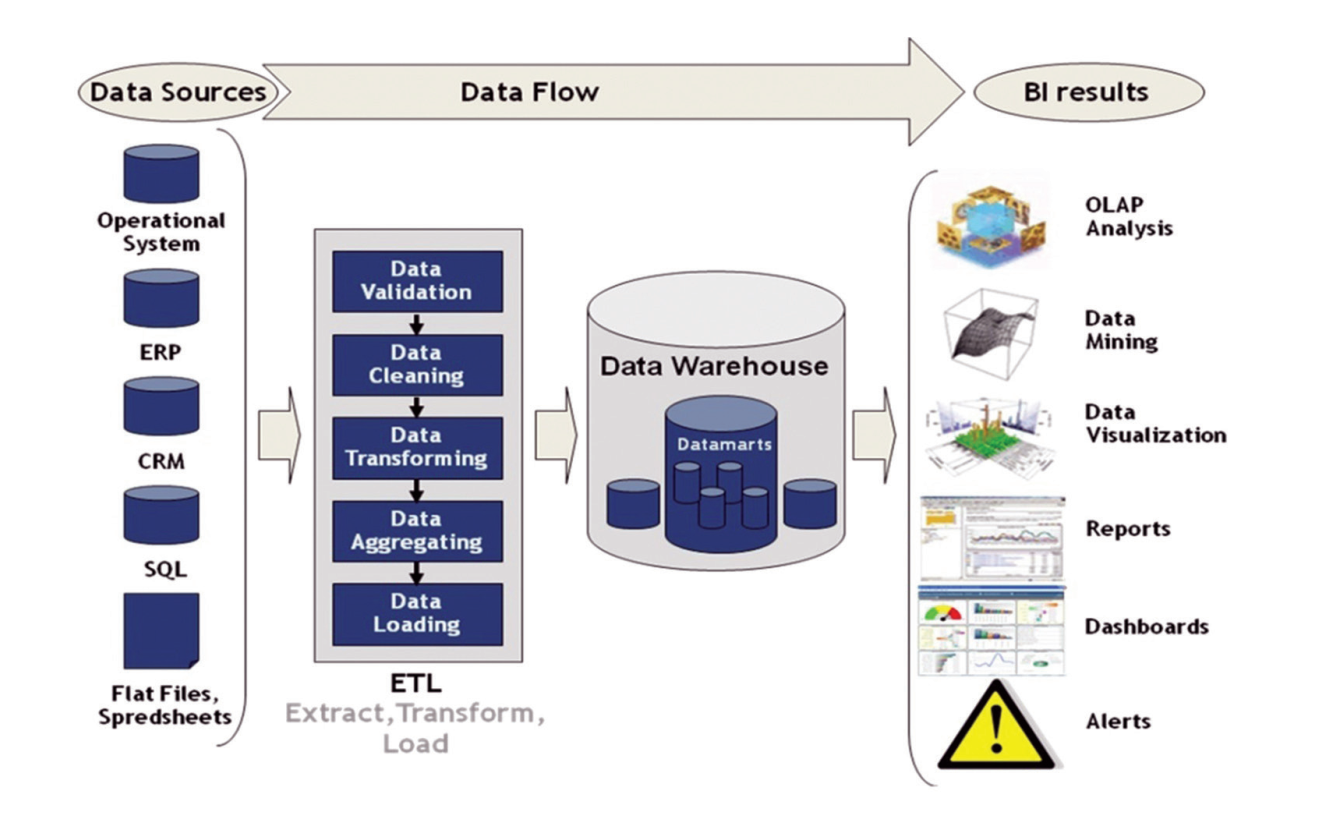 Data Sources
Data Flow
BI results
Operational
System
ERP
CRM
SQL
Flat Files,
Spredsheets
Data
Validation
Data
Cleaning
Data
Transforming
Data
Aggregating
Data
Loading
ETL
Extract,Transform,
Load
Data Warehouse
Datamarts
OLAP
Analysis
Data
Mining
Data
Visualization
Reports
Dashboards
Alerts